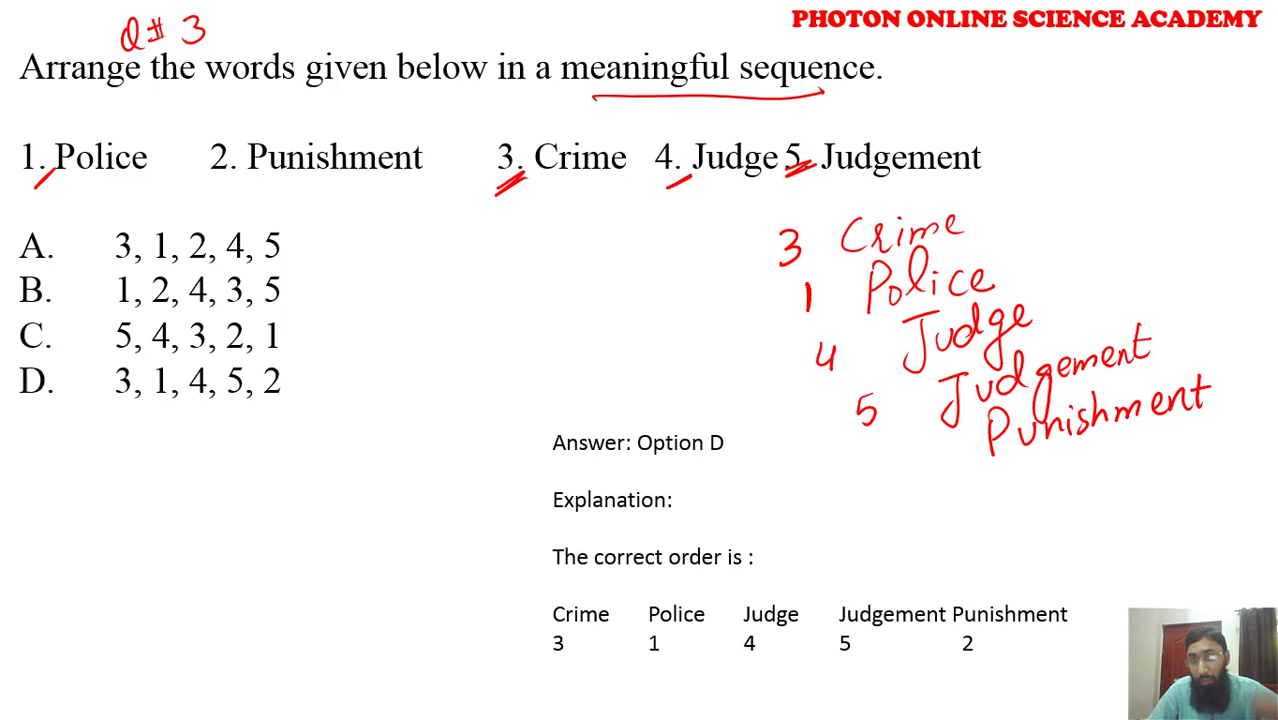 PHOTON ONLINE SCIENCE ACADEMY
Q# 3
Arrange the words given below in a meaningful sequence.
1. Police 2. Punishment 3. Crime 4. Judge 5. Judgement
A. 3, 1, 2, 4, 5
B. 1, 2, 4, 3, 5
C. 5, 4, 3, 2, 1
D. 3, 1, 4, 5, 2
3 Crime
1 Police
4 Judge
5 Judgement
Punishment
Answer: Option D
Explanation:
The correct order is :
Crime Police Judge Judgement Punishment
3 1 4 5 2